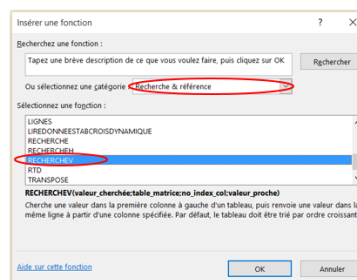 Insérer une fonction ? ×
Recherchez une fonction :
Tapez une brève description de ce que vous voulez faire, puis cliquez sur OK
Rechercher
Ou sélectionnez une catégorie : Recherche & référence
Sélectionnez une fonction :
LIGNES
LIREDONNEESTABCROISDYNAMIQUE
RECHERCHE
RECHERCHEH
RECHERCHEV
RTD
TRANSPOSE
RECHERCHEV(valeur_cherchée;table_matrice;no_index_col;valeur_proche)
Cherche une valeur dans la première colonne à gauche d'un tableau, puis renvoie une valeur dans la
même ligne à partir d'une colonne spécifiée. Par défaut, le tableau doit être trié par ordre croissant
Aide sur cette fonction
OK
Annuler